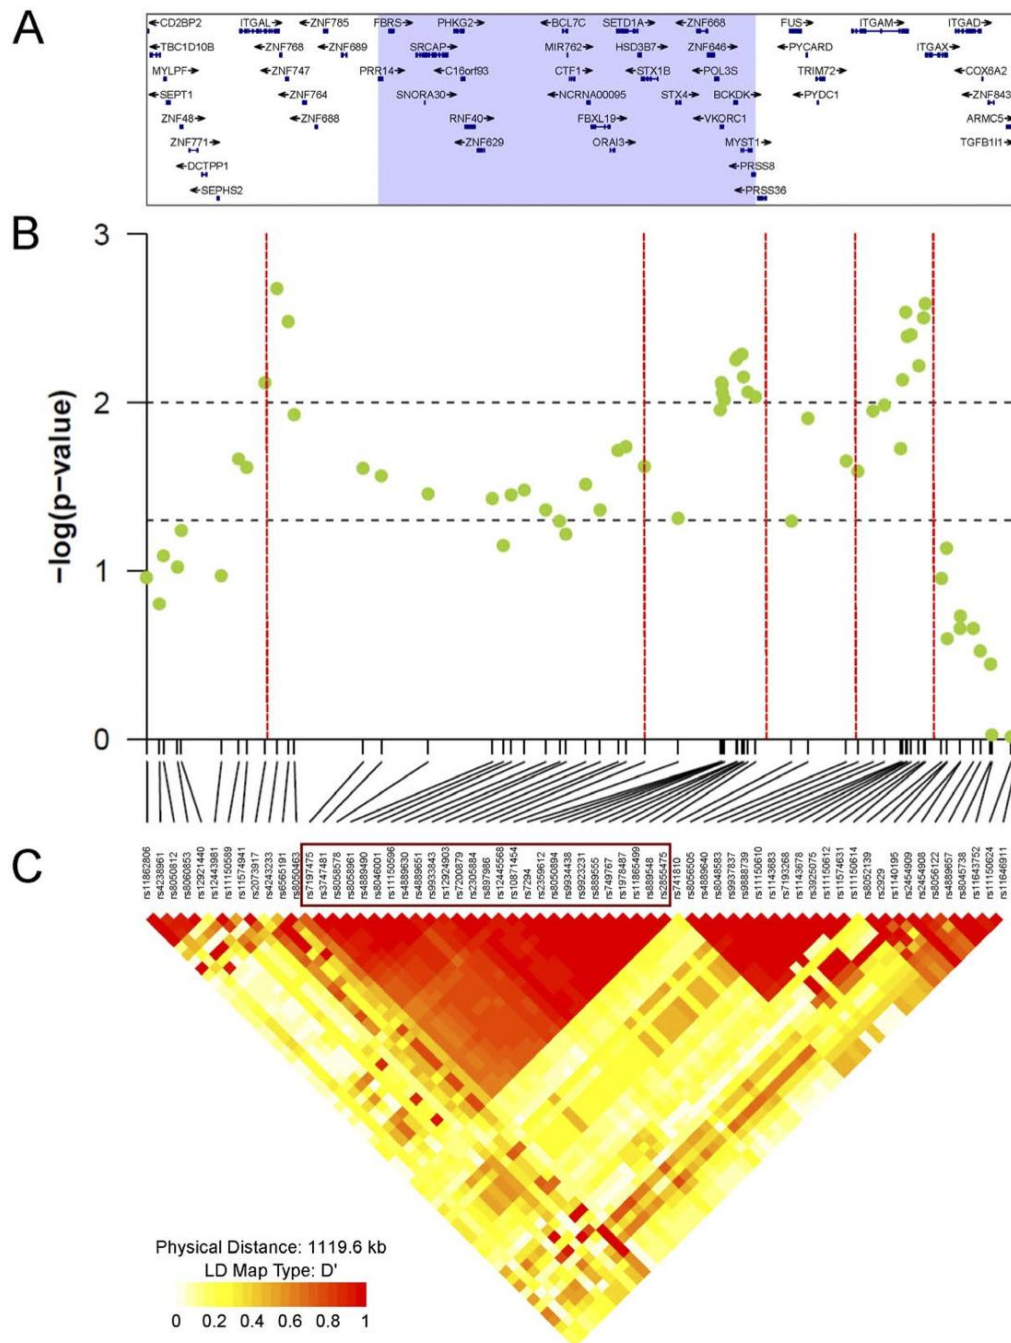 A
←CD2BP2 ITGAL→ ←ZNF785 FBRS→ PHKG2→ ←BCL7C SETD1A→ ←ZNF668 FUS→ ITGAM→ ITGAD→
←TBC1D10B ←ZNF768 ←ZNF689 SRCAP→ MIR762→ HSD3B7→ ZNF646→ ←PYCARD ITGAX→
MYLPF→ ←ZNF747 PRR14→ ←C16orf93 CTF1→ ←STX1B ←POL3S TRIM72→ COX6A2→
←SEPT1 ←ZNF764 SNORA30→ ←NCRNA00095 STX4→ BCKDK→ ←PYDC1 ←ZNF843
ZNF48→ ←ZNF688 RNF40→ FBXL19→ ←VKORC1 ARMC5→
ZNF771→ ←ZNF629 ORAI3→ MYST1→ TGFB1I1→
←DCTPP1 ←PRSS8
←SEPHS2 ←PRSS36
B
−log(p−value)
3
2
1
0
C
rs11862806
rs4238961
rs8050812
rs8060853
rs12921440
rs12443981
rs11150589
rs11574941
rs2073917
rs4243233
rs6565191
rs8050463
rs7197475
rs3747481
rs8058578
rs8058961
rs4889490
rs8046001
rs11150596
rs4889630
rs4889651
rs9933843
rs12924903
rs7200879
rs2305884
rs897986
rs12445568
rs10871454
rs7294
rs2359612
rs8050894
rs9934438
rs9923231
rs889555
rs749767
rs1978487
rs11865499
rs889548
rs2855475
rs741810
rs8056505
rs4889640
rs8048583
rs9937837
rs9888739
rs11150610
rs1143683
rs7193268
rs1143678
rs3925075
rs11150612
rs11574631
rs11150614
rs8052139
rs2929
rs1140195
rs2454909
rs2454908
rs8056122
rs4889657
rs8045738
rs11643752
rs11150624
rs11646911
Physical Distance: 1119.6 kb
LD Map Type: D'
0 0.2 0.4 0.6 0.8 1